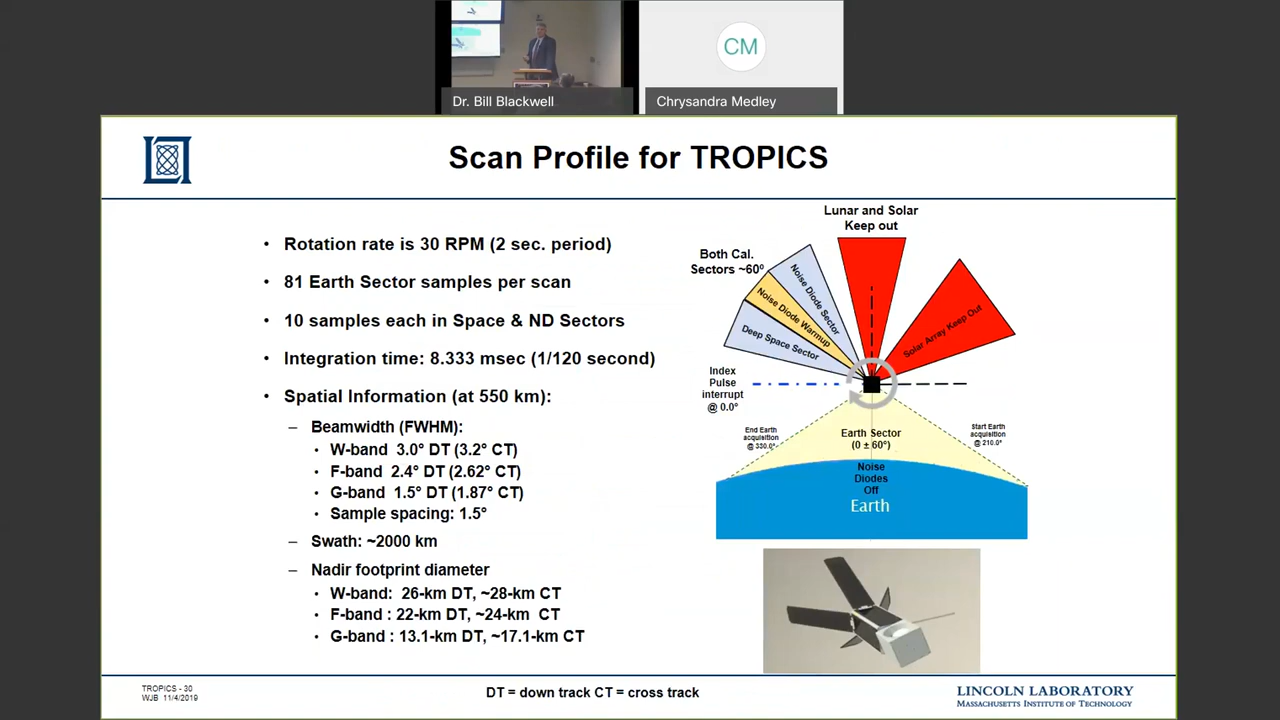 CM
Dr. Bill Blackwell
Chrysandra Medley
Scan Profile for TROPICS
• Rotation rate is 30 RPM (2 sec. period)
• 81 Earth Sector samples per scan
• 10 samples each in Space & ND Sectors
• Integration time: 8.333 msec (1/120 second)
• Spatial Information (at 550 km):
– Beamwidth (FWHM):
• W-band 3.0° DT (3.2° CT)
• F-band 2.4° DT (2.62° CT)
• G-band 1.5° DT (1.87° CT)
• Sample spacing: 1.5°
– Swath: ~2000 km
– Nadir footprint diameter
• W-band: 26-km DT, ~28-km CT
• F-band : 22-km DT, ~24-km CT
• G-band : 13.1-km DT, ~17.1-km CT
Lunar and Solar
Keep out
Both Cal.
Sectors ~60°
Noise Diode Sector
Noise Diode Warmup
Deep Space Sector
Solar Array Keep Out
Index
Pulse
interrupt
@ 0.0°
End Earth
acquisition
@ 330.0°
Earth Sector
(0 ± 60°)
Start Earth
acquisition
@ 210.0°
Noise
Diodes
Off
Earth
TROPICS - 30
WJB 11/4/2019
DT = down track CT = cross track
LINCOLN LABORATORY
MASSACHUSETTS INSTITUTE OF TECHNOLOGY